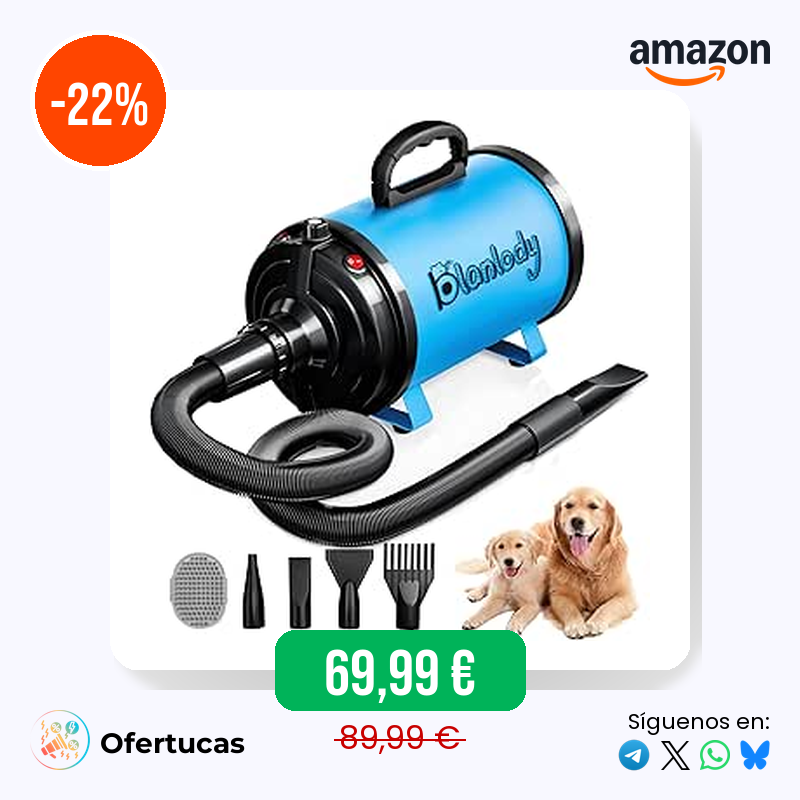 -22%
amazon
blanlody
69,99 €
89,99 €
Ofertucas
Síguenos en: